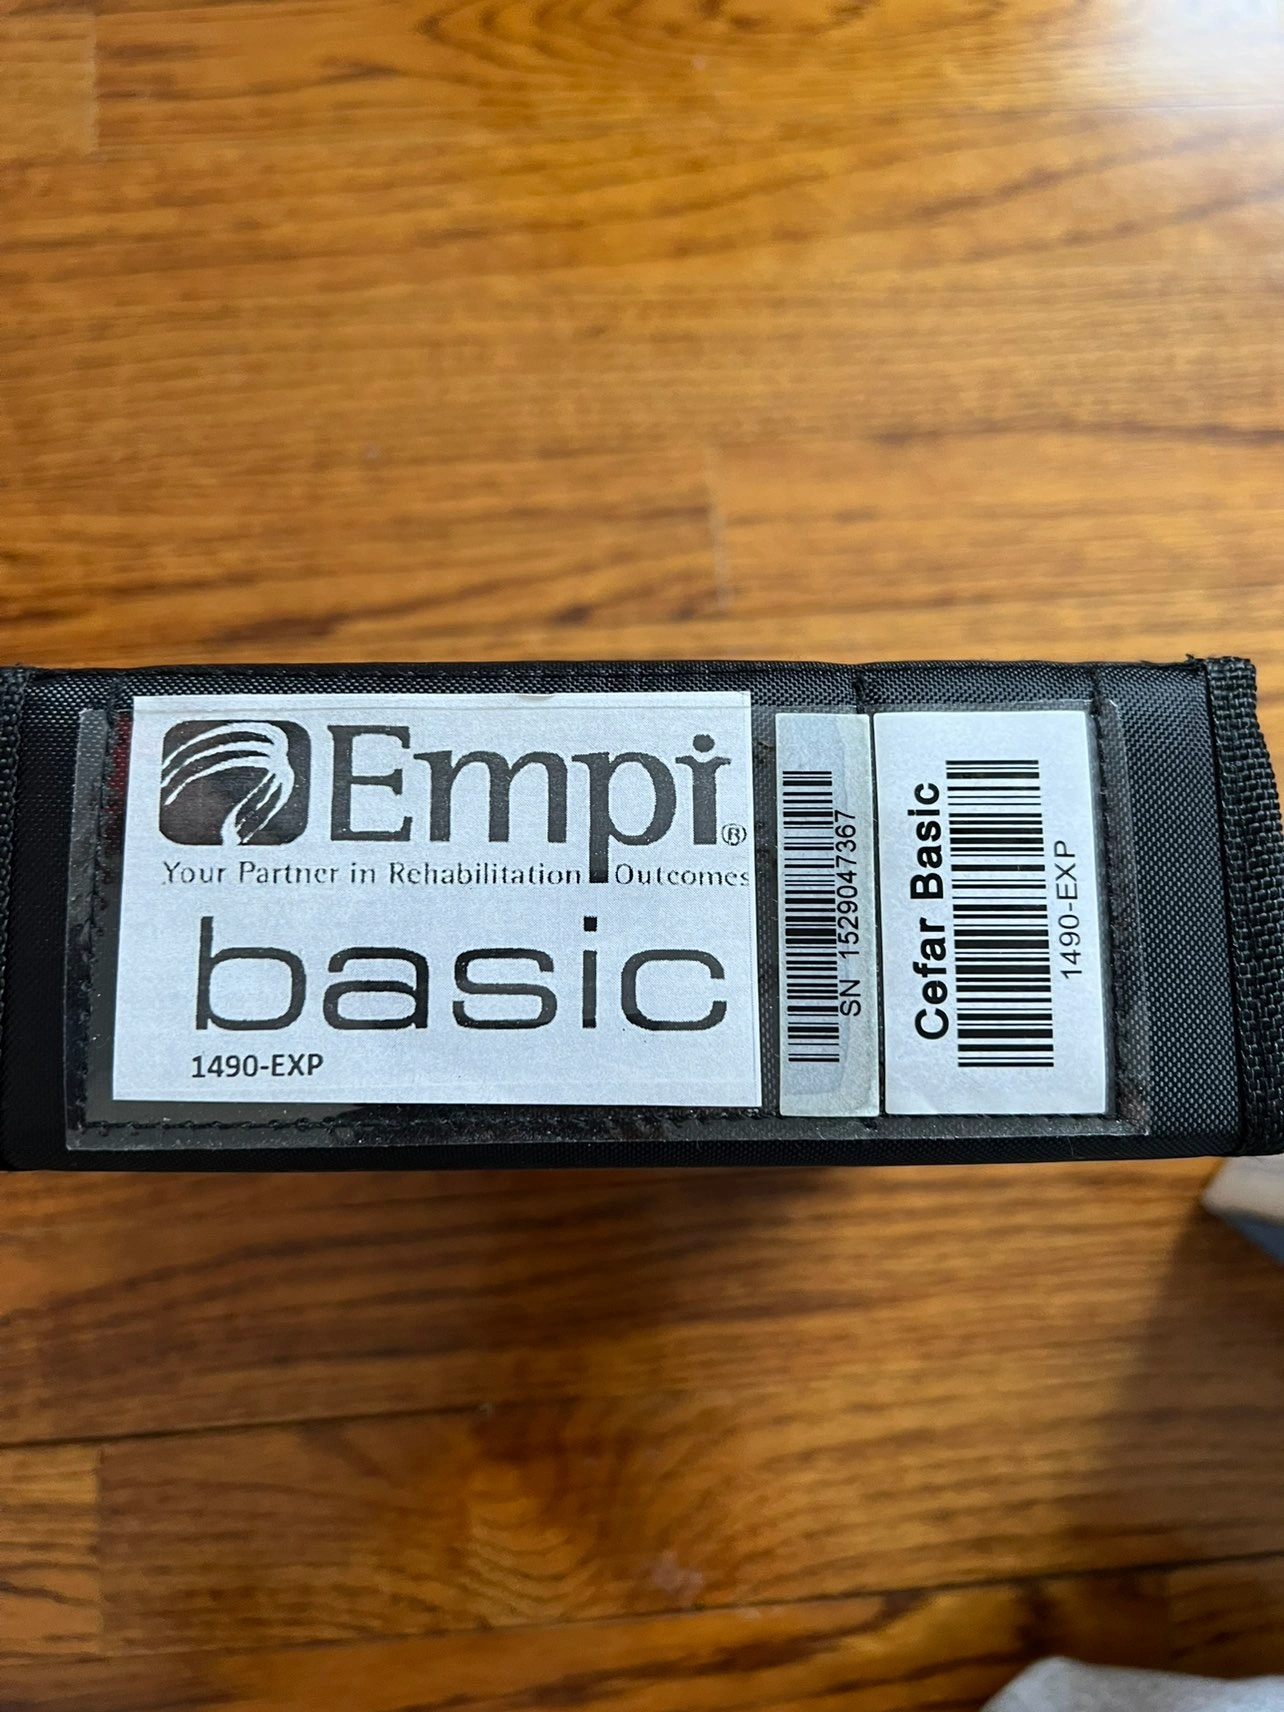 Empi®
Your Partner in Rehabilitation Outcomes
basic
1490-EXP
SN 1529047367
Cefar Basic
1490-EXP